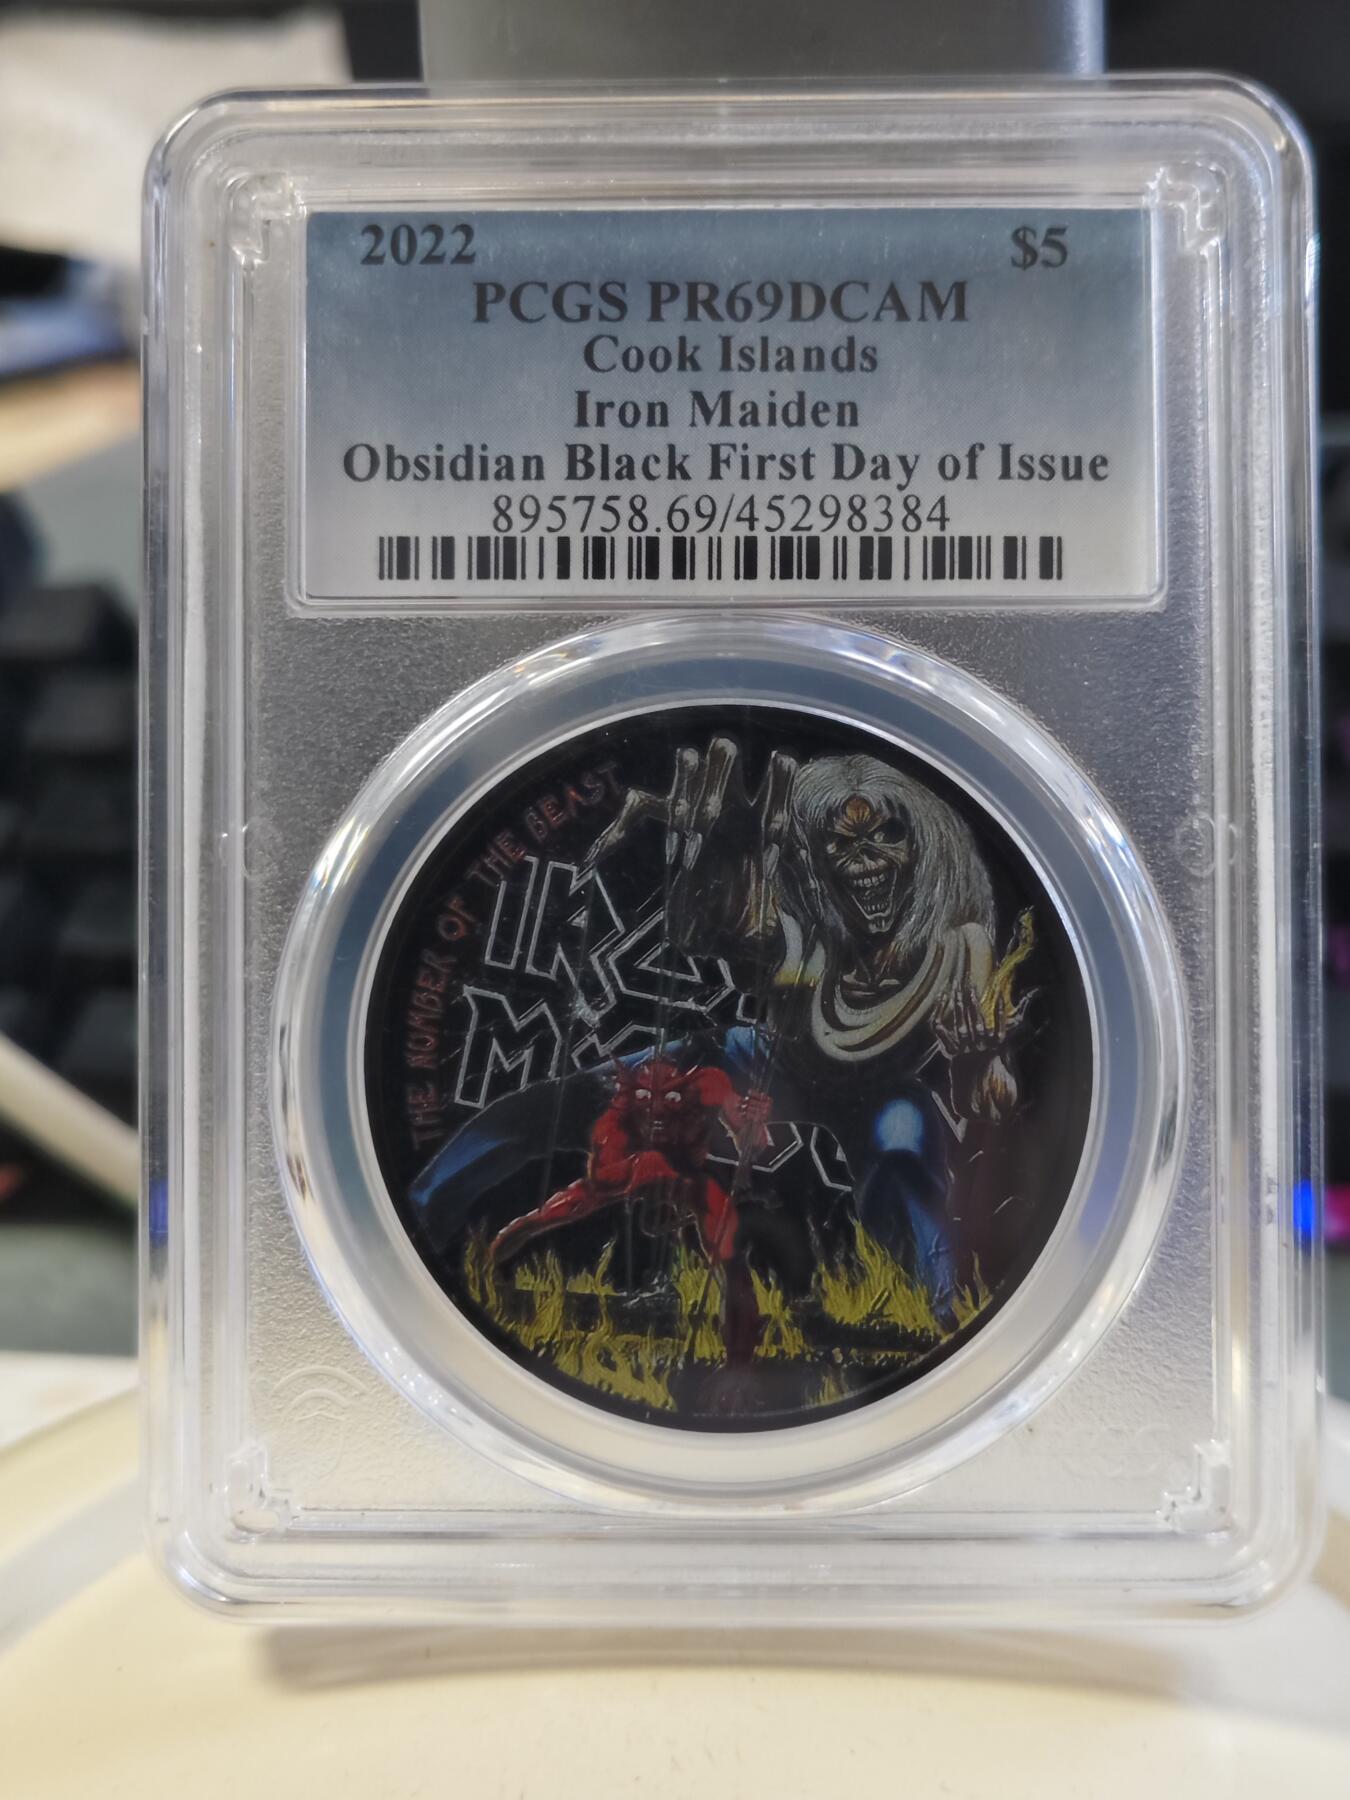 2022 $5
PCGS PR69DCAM
Cook Islands
Iron Maiden
Obsidian Black First Day of Issue
895758.69/45298384
THE NUMBER OF THE BEAST